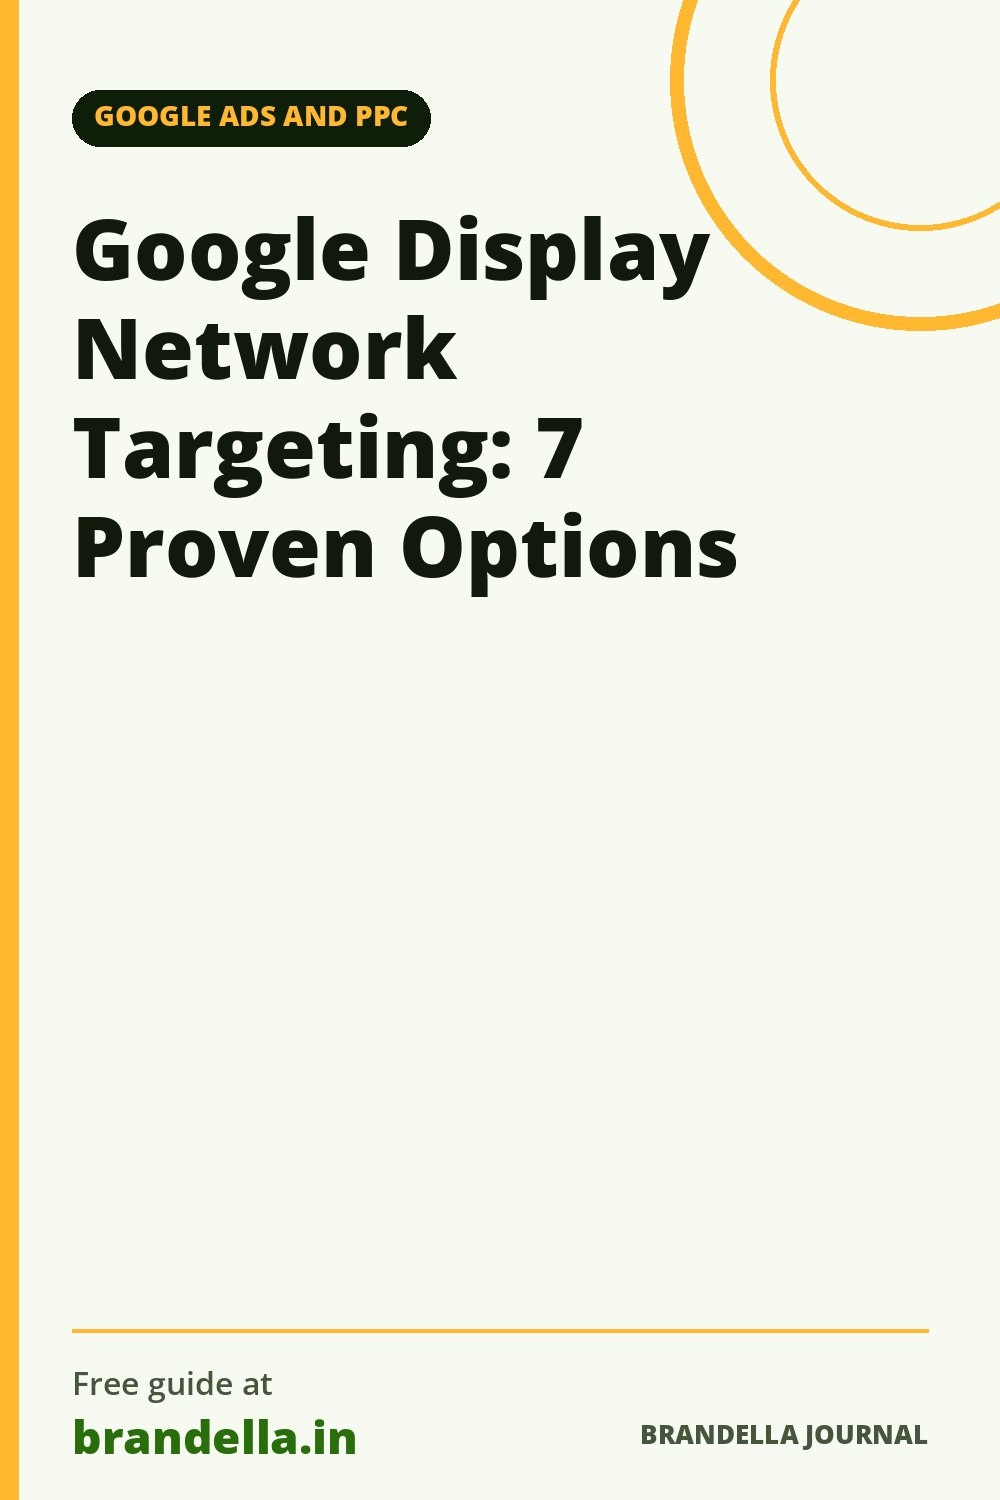 GOOGLE ADS AND PPC
Google Display
Network
Targeting: 7
Proven Options
Free guide at
brandella.in
BRANDELLA JOURNAL